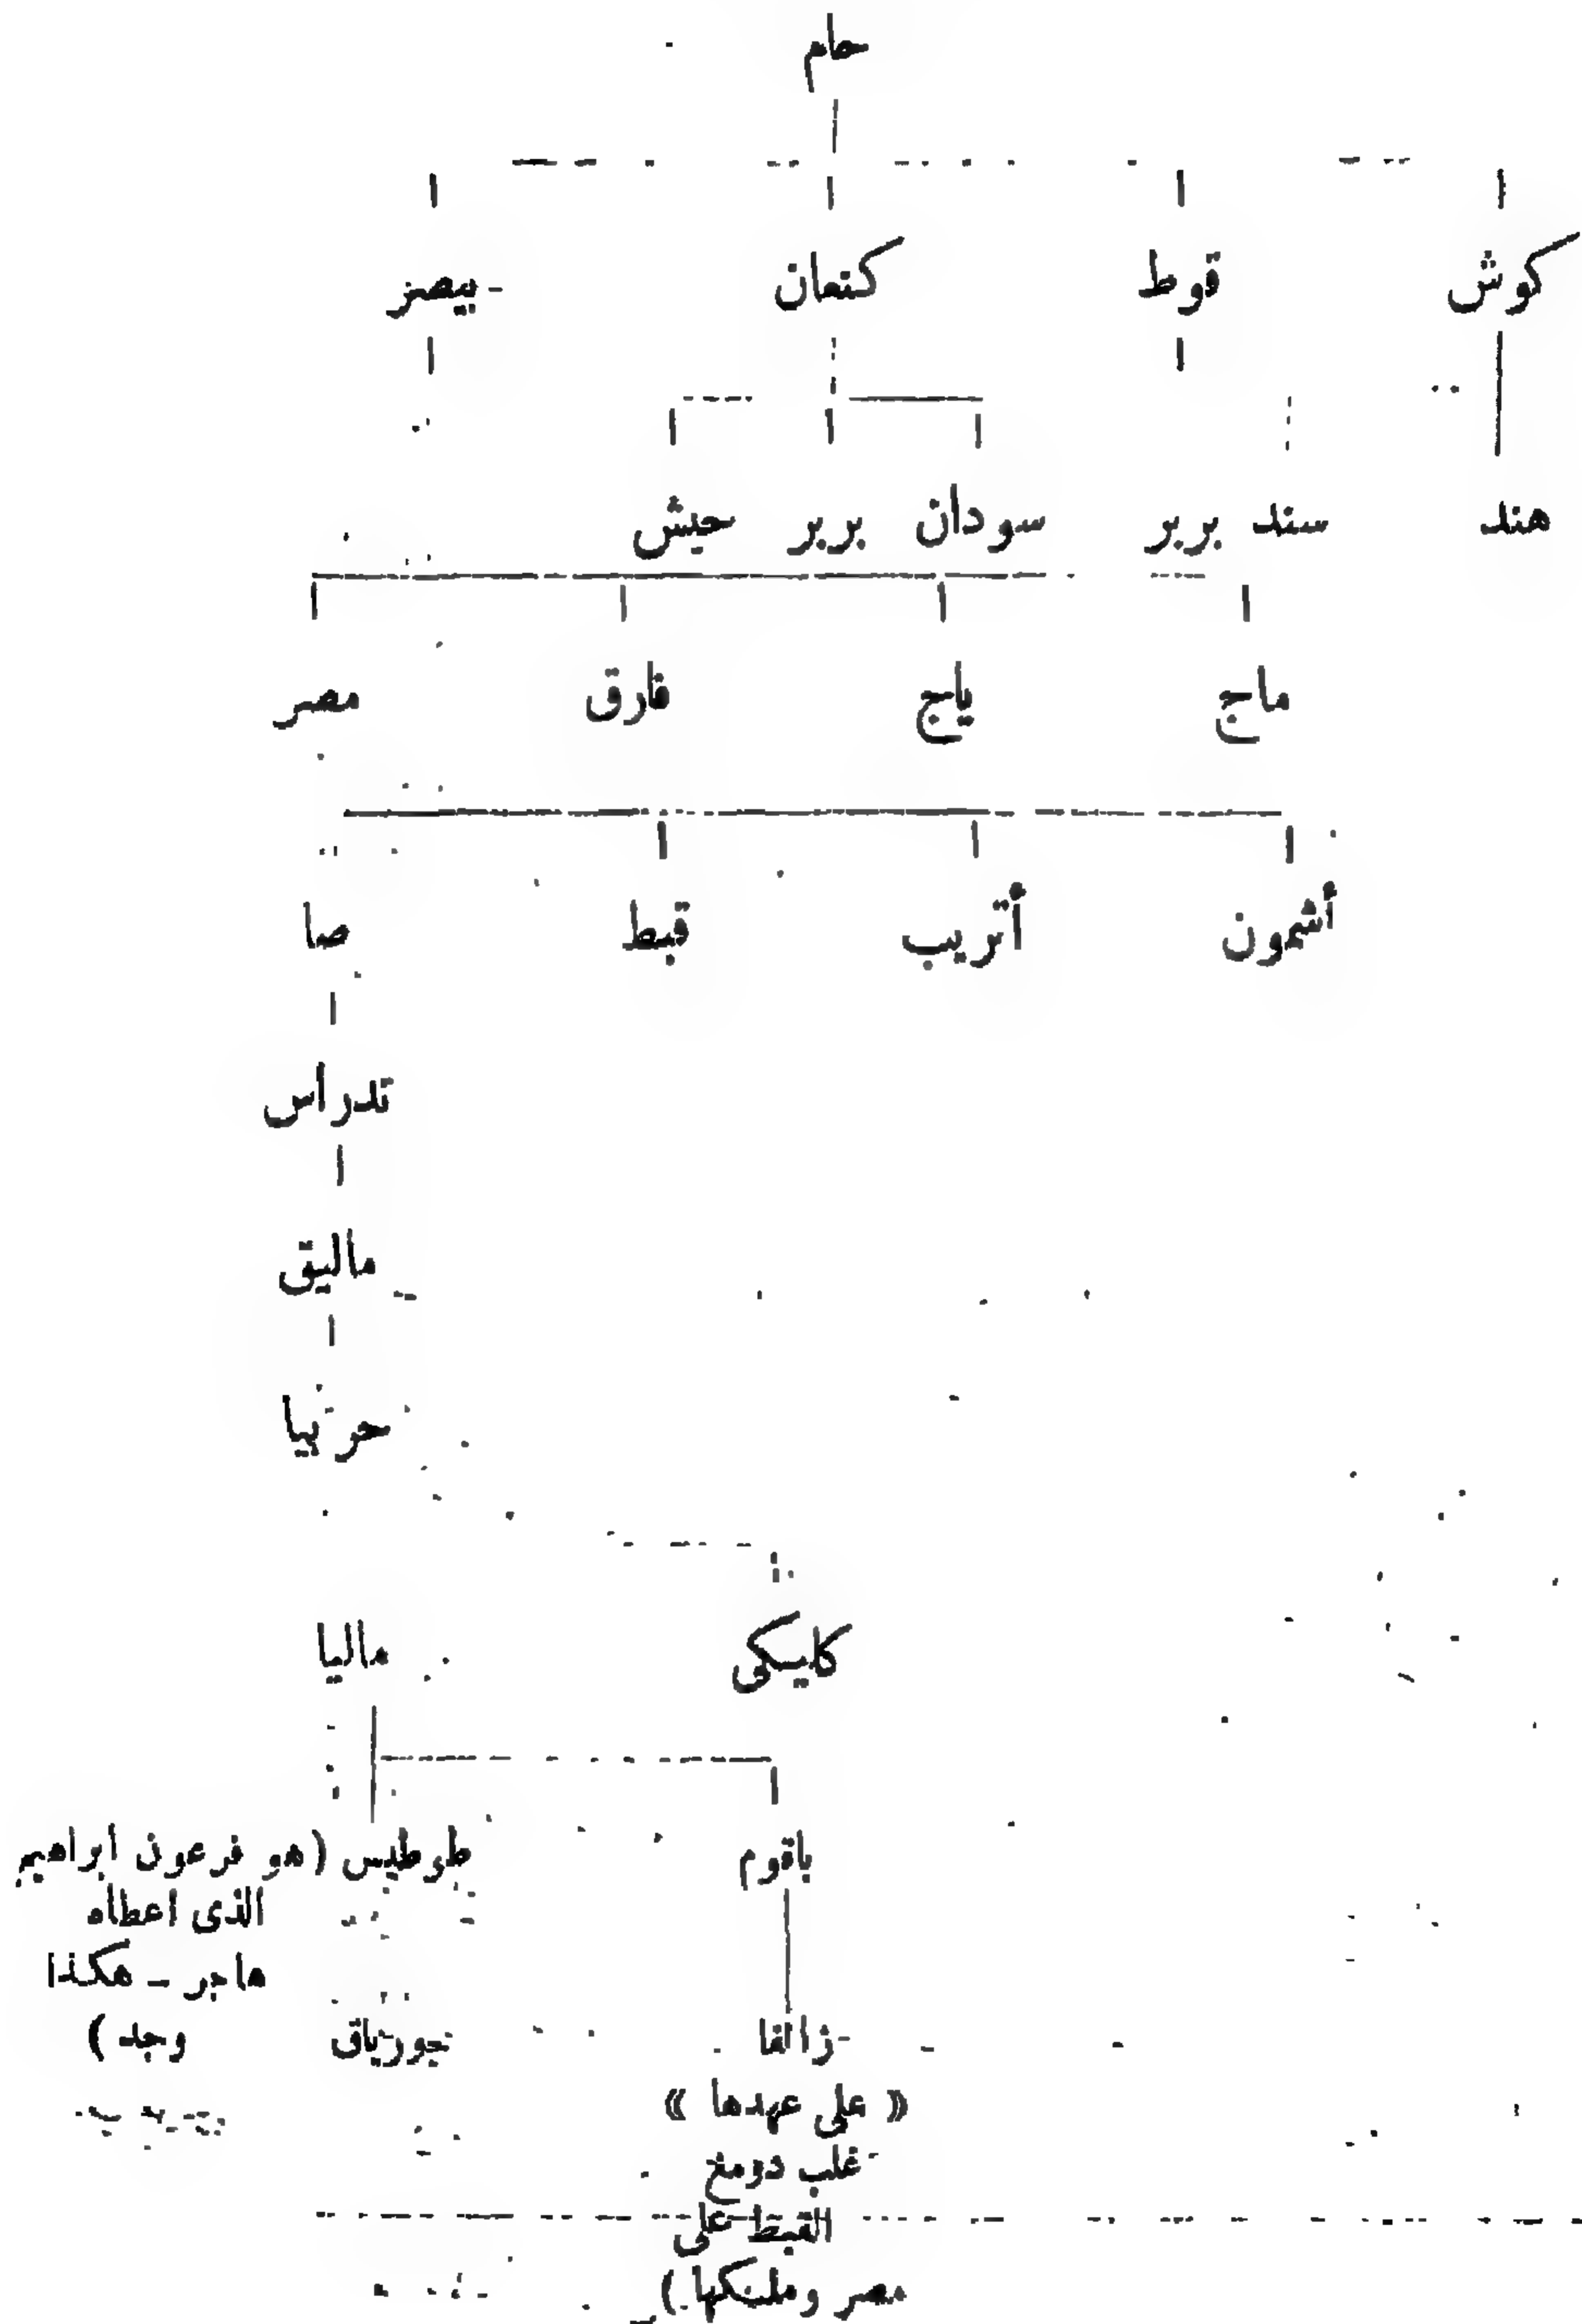 حام
كوش قوط كنعان بيصر
هند سند بربر سودان بربر حبش
ماج ياج فارق مصر
أشمون أتريب قبط صا
تدراس
ماليق
حربيا
كليكى ماليا
باقوم طوطيس (هو فرعون ابراهيم
الذى اعطاه
هاجر - هكذا
وجد )
زالفا جورياق
« على عهدها »
غلب دومغ
القبط على
مصر وملكها )